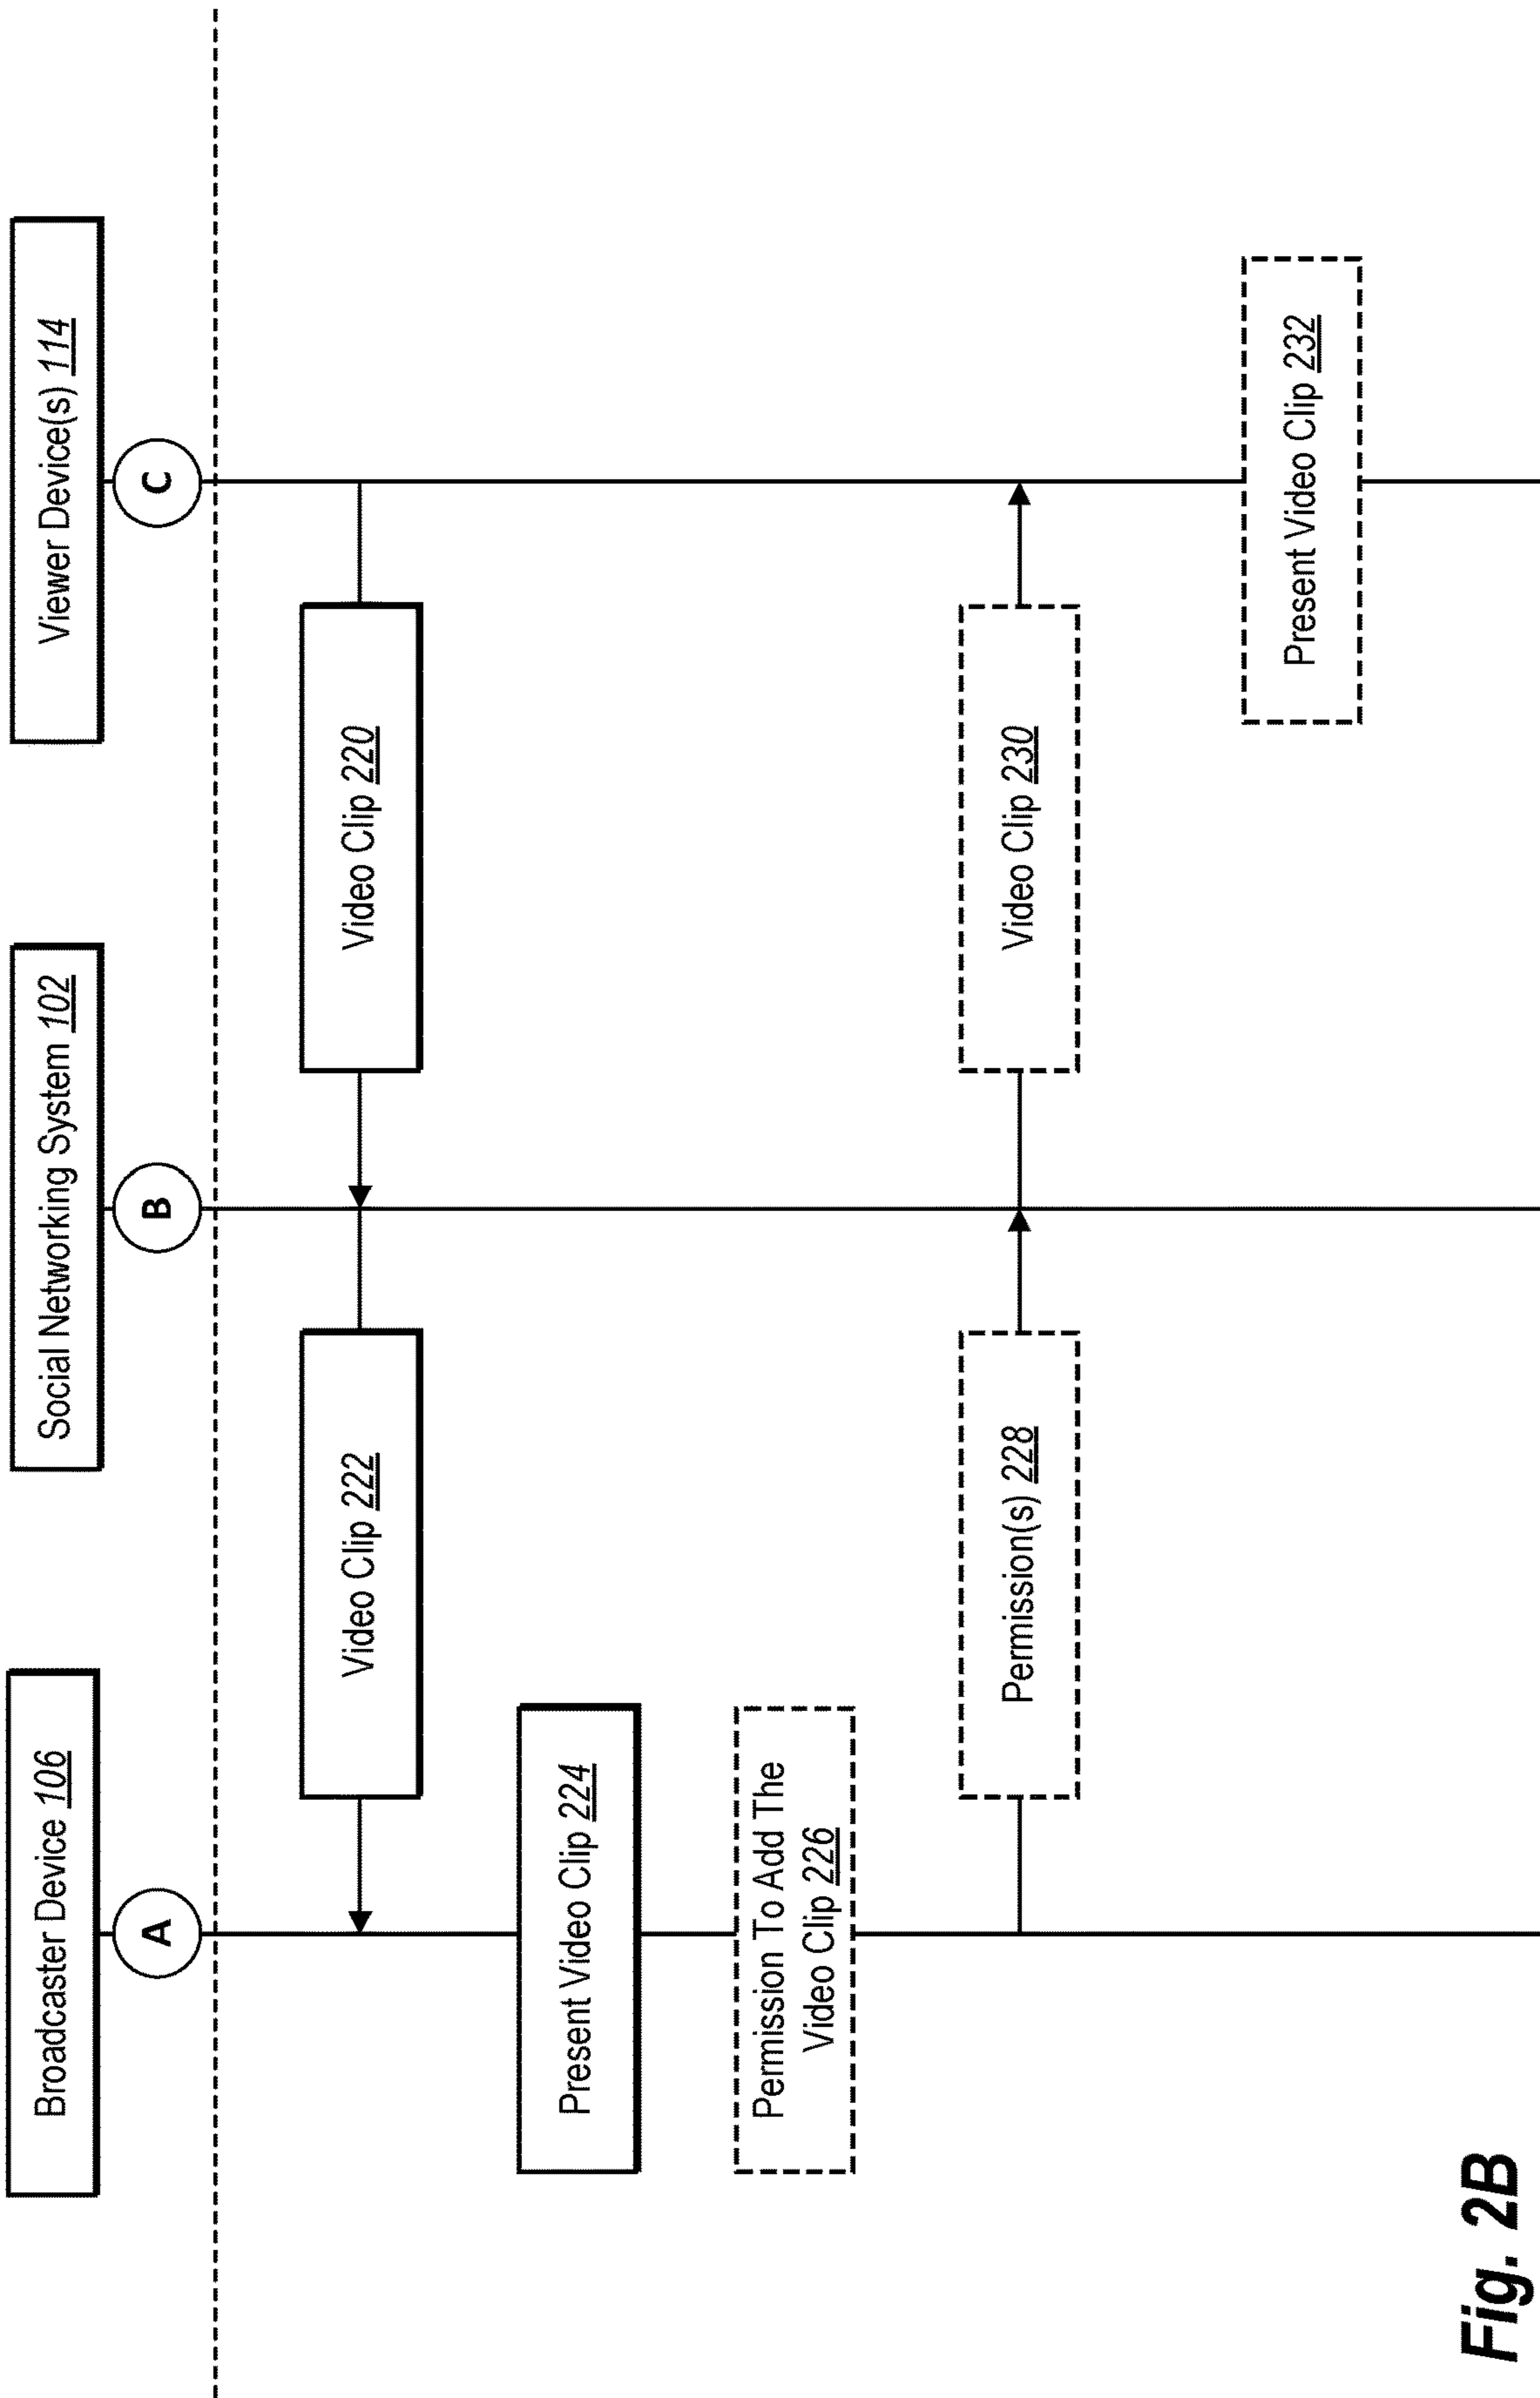 Broadcaster Device 106
Social Networking System 102
Viewer Device(s) 114
A
B
C
Video Clip 222
Video Clip 220
Present Video Clip 224
Permission To Add The
Video Clip 226
Permission(s) 228
Video Clip 230
Present Video Clip 232
Fig. 2B